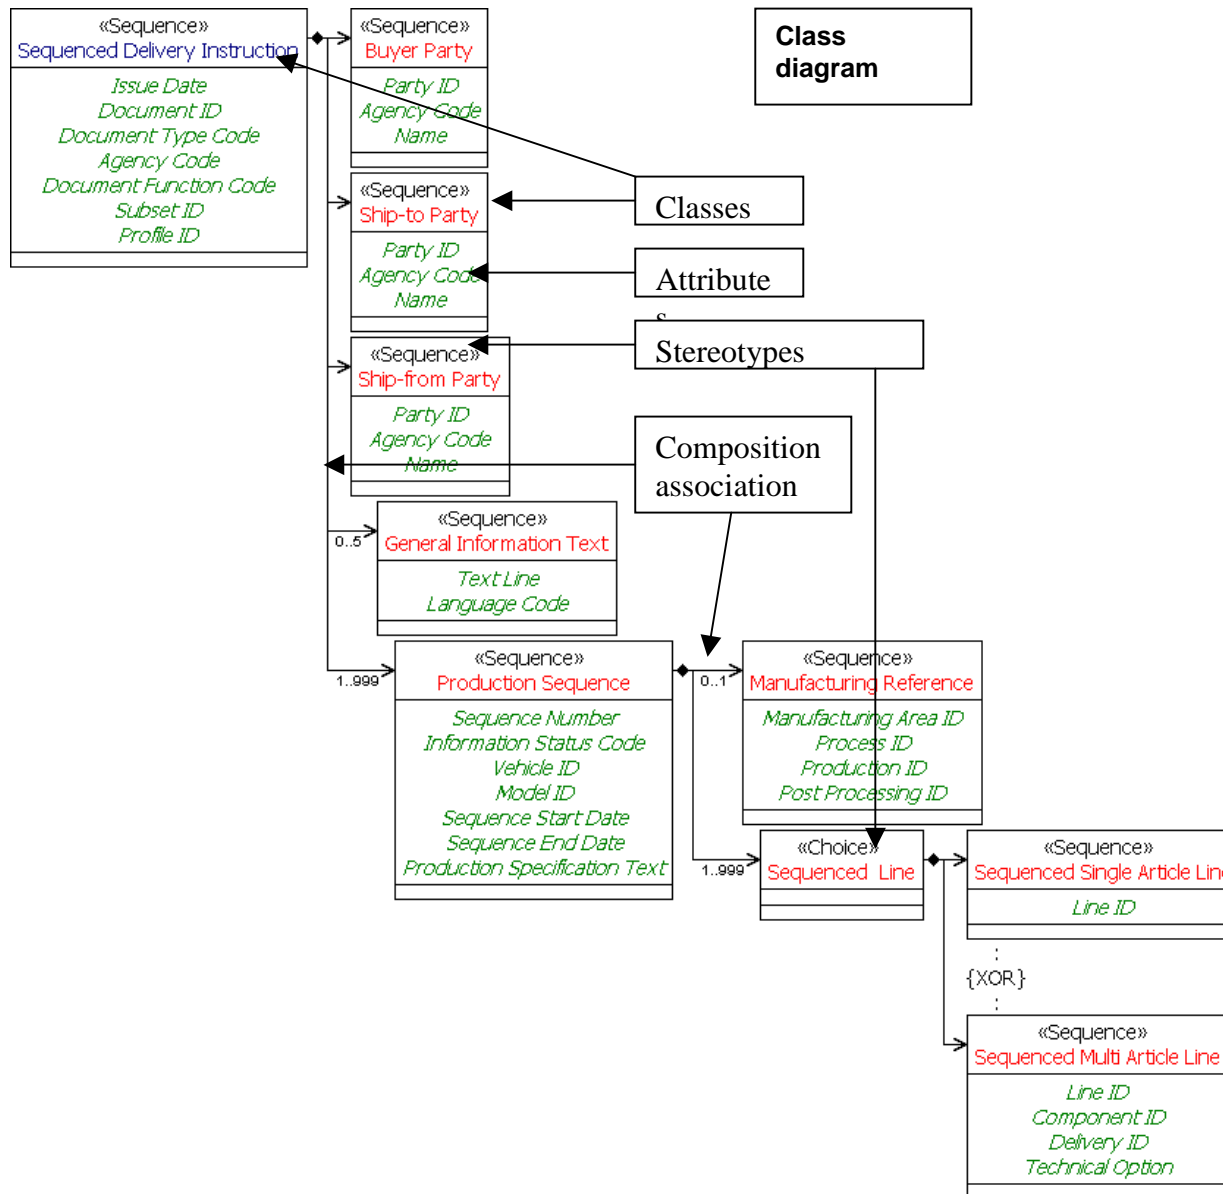 «Sequence»
Sequenced Delivery Instruction
Issue Date
Document ID
Document Type Code
Agency Code
Document Function Code
Subset ID
Profile ID
«Sequence»
Buyer Party
Party ID
Agency Code
Name
Class
diagram
«Sequence»
Ship-to Party
Party ID
Agency Code
Name
Classes
Attribute
s
Stereotypes
«Sequence»
Ship-from Party
Party ID
Agency Code
Name
Composition
association
0..5
«Sequence»
General Information Text
Text Line
Language Code
1..999
«Sequence»
Production Sequence
Sequence Number
Information Status Code
Vehicle ID
Model ID
Sequence Start Date
Sequence End Date
Production Specification Text
0..1
«Sequence»
Manufacturing Reference
Manufacturing Area ID
Process ID
Production ID
Post Processing ID
1..999
«Choice»
Sequenced Line
«Sequence»
Sequenced Single Article Line
Line ID
{XOR}
«Sequence»
Sequenced Multi Article Line
Line ID
Component ID
Delivery ID
Technical Option